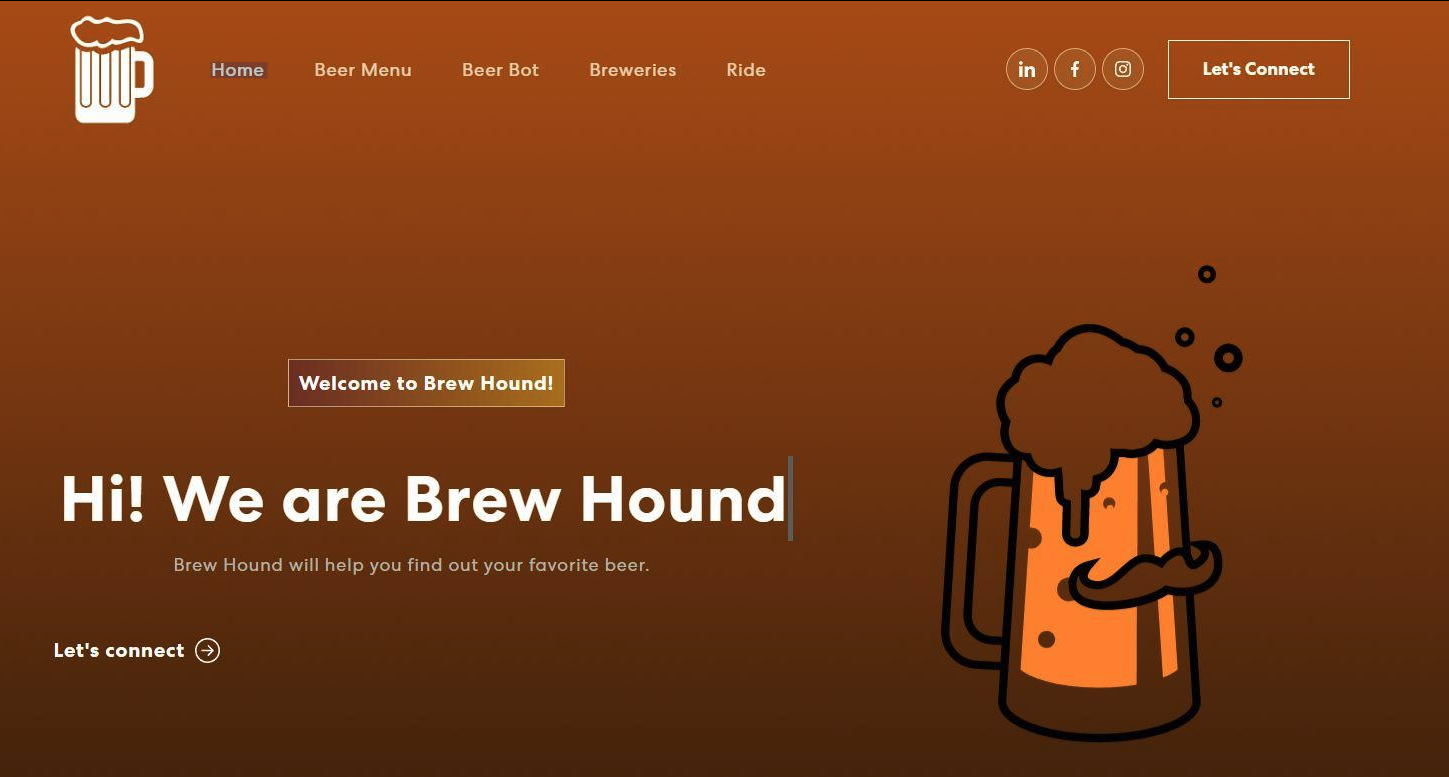 Home
Beer Menu
Beer Bot
Breweries
Ride
in
f
Let's Connect
Welcome to Brew Hound!
Hi! We are Brew Hound
Brew Hound will help you find out your favorite beer.
Let's connect